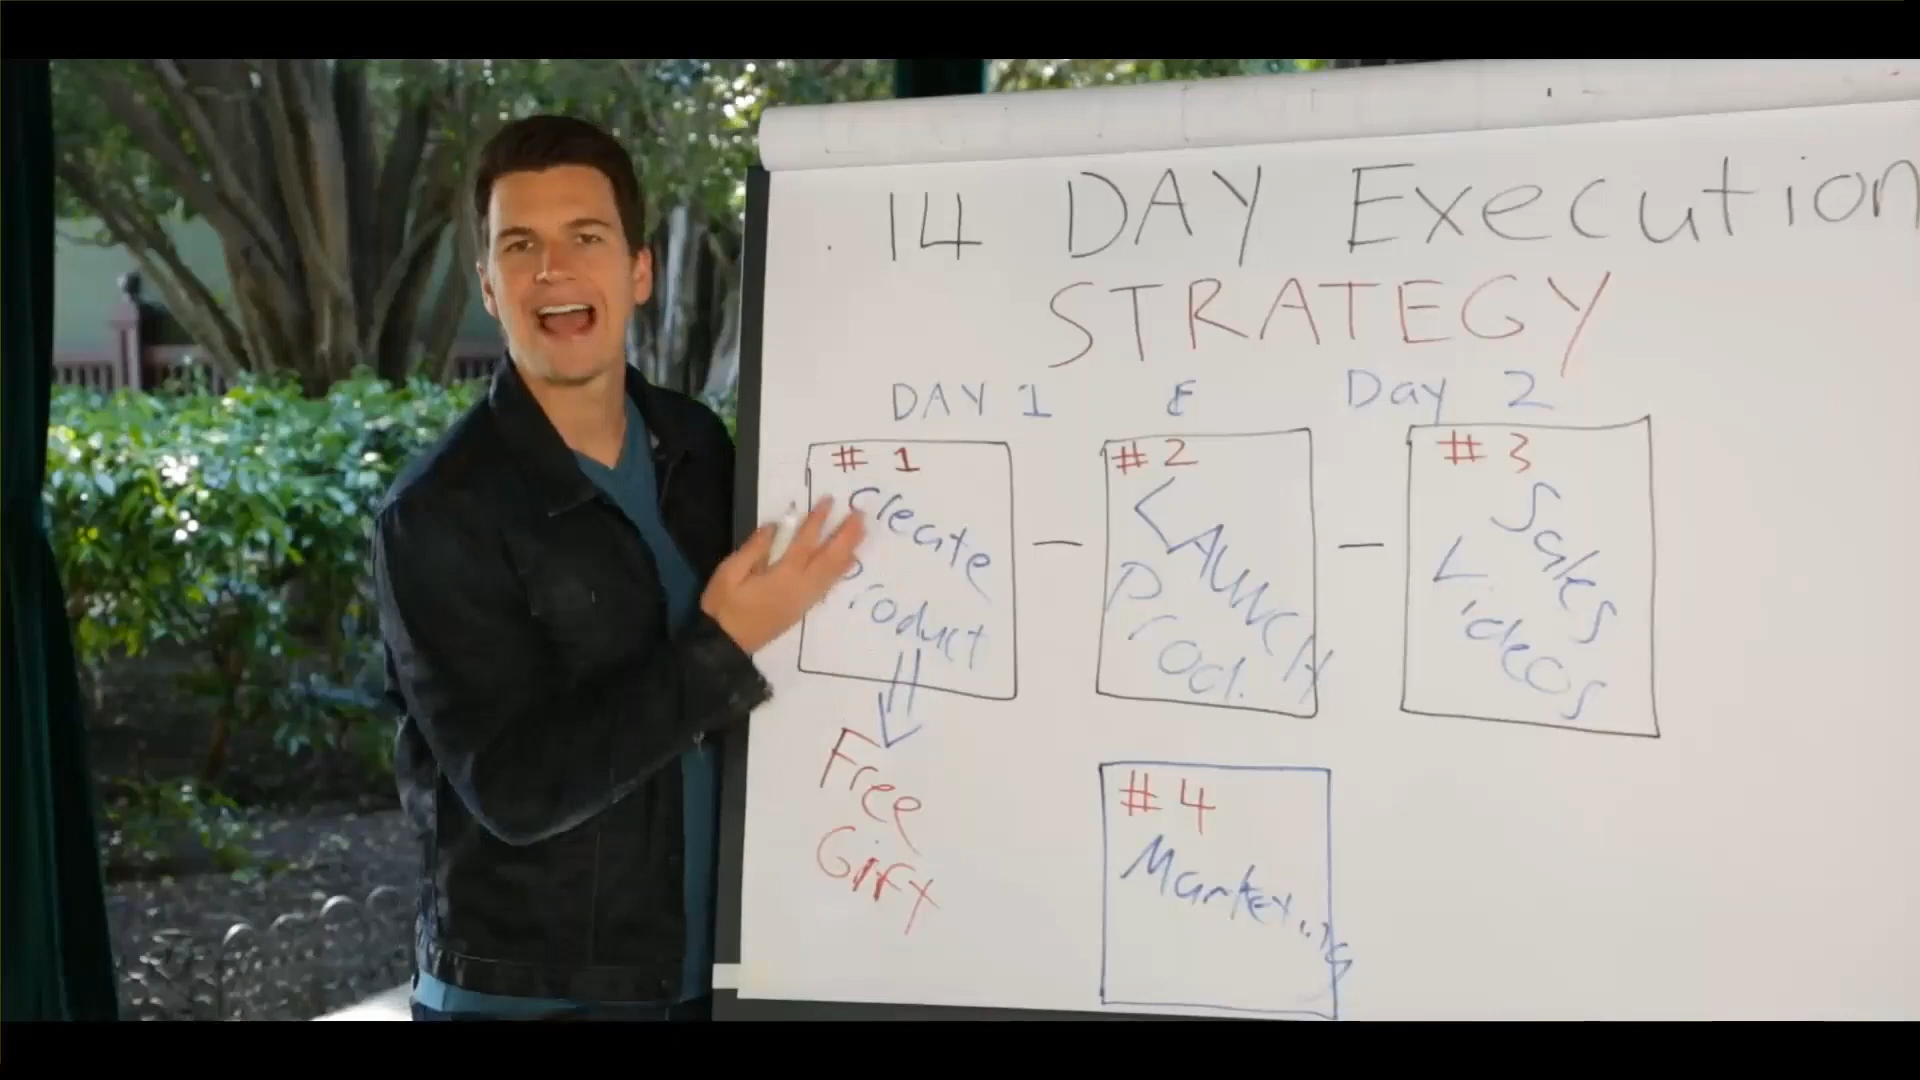 14 DAY Execution
STRATEGY
DAY 1 & Day 2
#1
Create
Product
#2
LAUNCH
Prod.
#3
Sales
Videos
Free
Gift
#4
Marketing